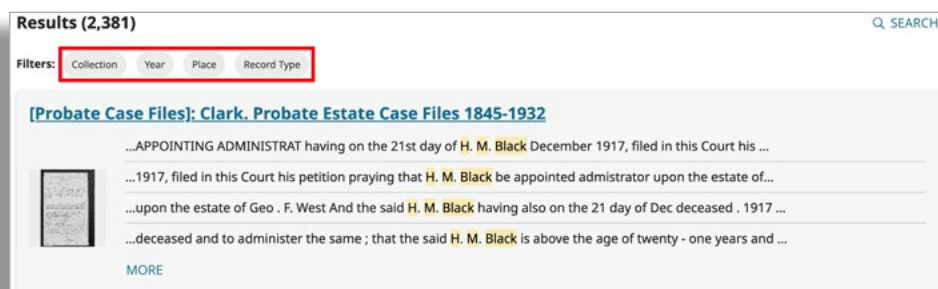 Results (2,381)
SEARCH
Filters: Collection Year Place Record Type
[Probate Case Files]: Clark. Probate Estate Case Files 1845-1932
...APPOINTING ADMINISTRAT having on the 21st day of H. M. Black December 1917, filed in this Court his ...
...1917, filed in this Court his petition praying that H. M. Black be appointed admistrator upon the estate of...
...upon the estate of Geo . F. West And the said H. M. Black having also on the 21 day of Dec deceased . 1917 ...
...deceased and to administer the same ; that the said H. M. Black is above the age of twenty - one years and ...
MORE